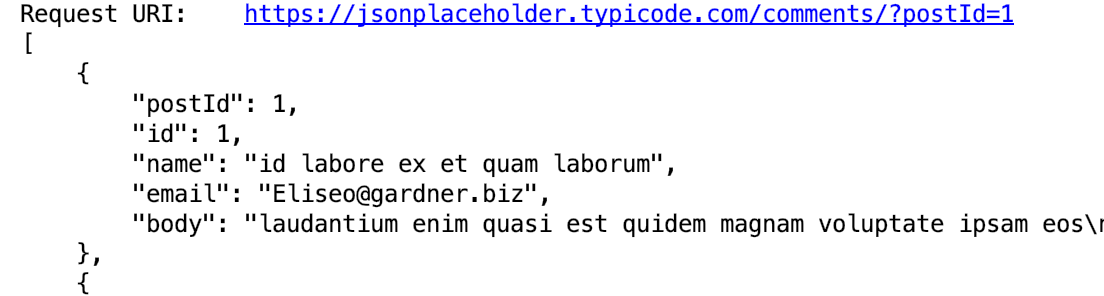 Request URI: https://jsonplaceholder.typicode.com/comments/?postId=1
[
{
"postId": 1,
"id": 1,
"name": "id labore ex et quam laborum",
"email": "Eliseo@gardner.biz",
"body": "laudantium enim quasi est quidem magnam voluptate ipsam eos\
},
{